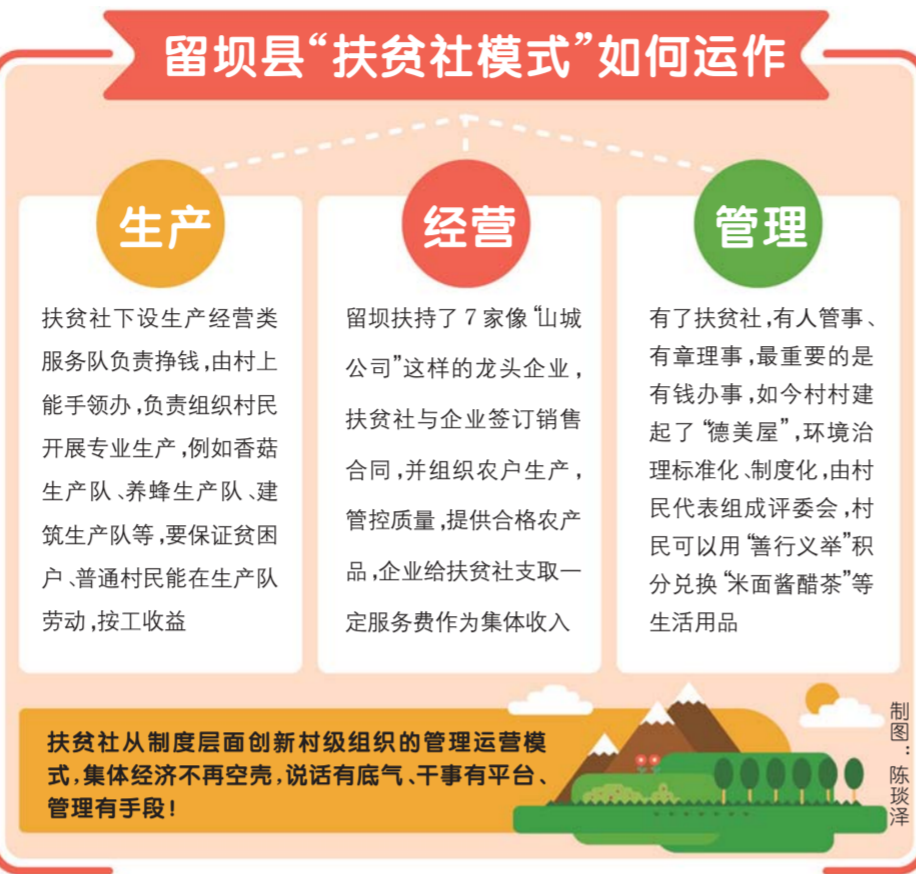 留坝县“扶贫社模式”如何运作
生产
扶贫社下设生产经营类
服务队负责挣钱,由村上
能手领办,负责组织村民
开展专业生产,例如香菇
生产队、养蜂生产队、建
筑生产队等,要保证贫困
户、普通村民能在生产队
劳动,按工收益
经营
留坝扶持了7家像“山城
公司”这样的龙头企业,
扶贫社与企业签订销售
合同,并组织农户生产,
管控质量,提供合格农产
品,企业给扶贫社支取一
定服务费作为集体收入
管理
有了扶贫社,有人管事、
有章理事,最重要的是
有钱办事,如今村村建
起了“德美屋”,环境治
理标准化、制度化,由村
民代表组成评委会,村
民可以用“善行义举”积
分兑换“米面酱醋茶”等
生活用品
扶贫社从制度层面创新村级组织的管理运营模
式,集体经济不再空壳,说话有底气、干事有平台、
管理有手段!
制图:陈琰泽